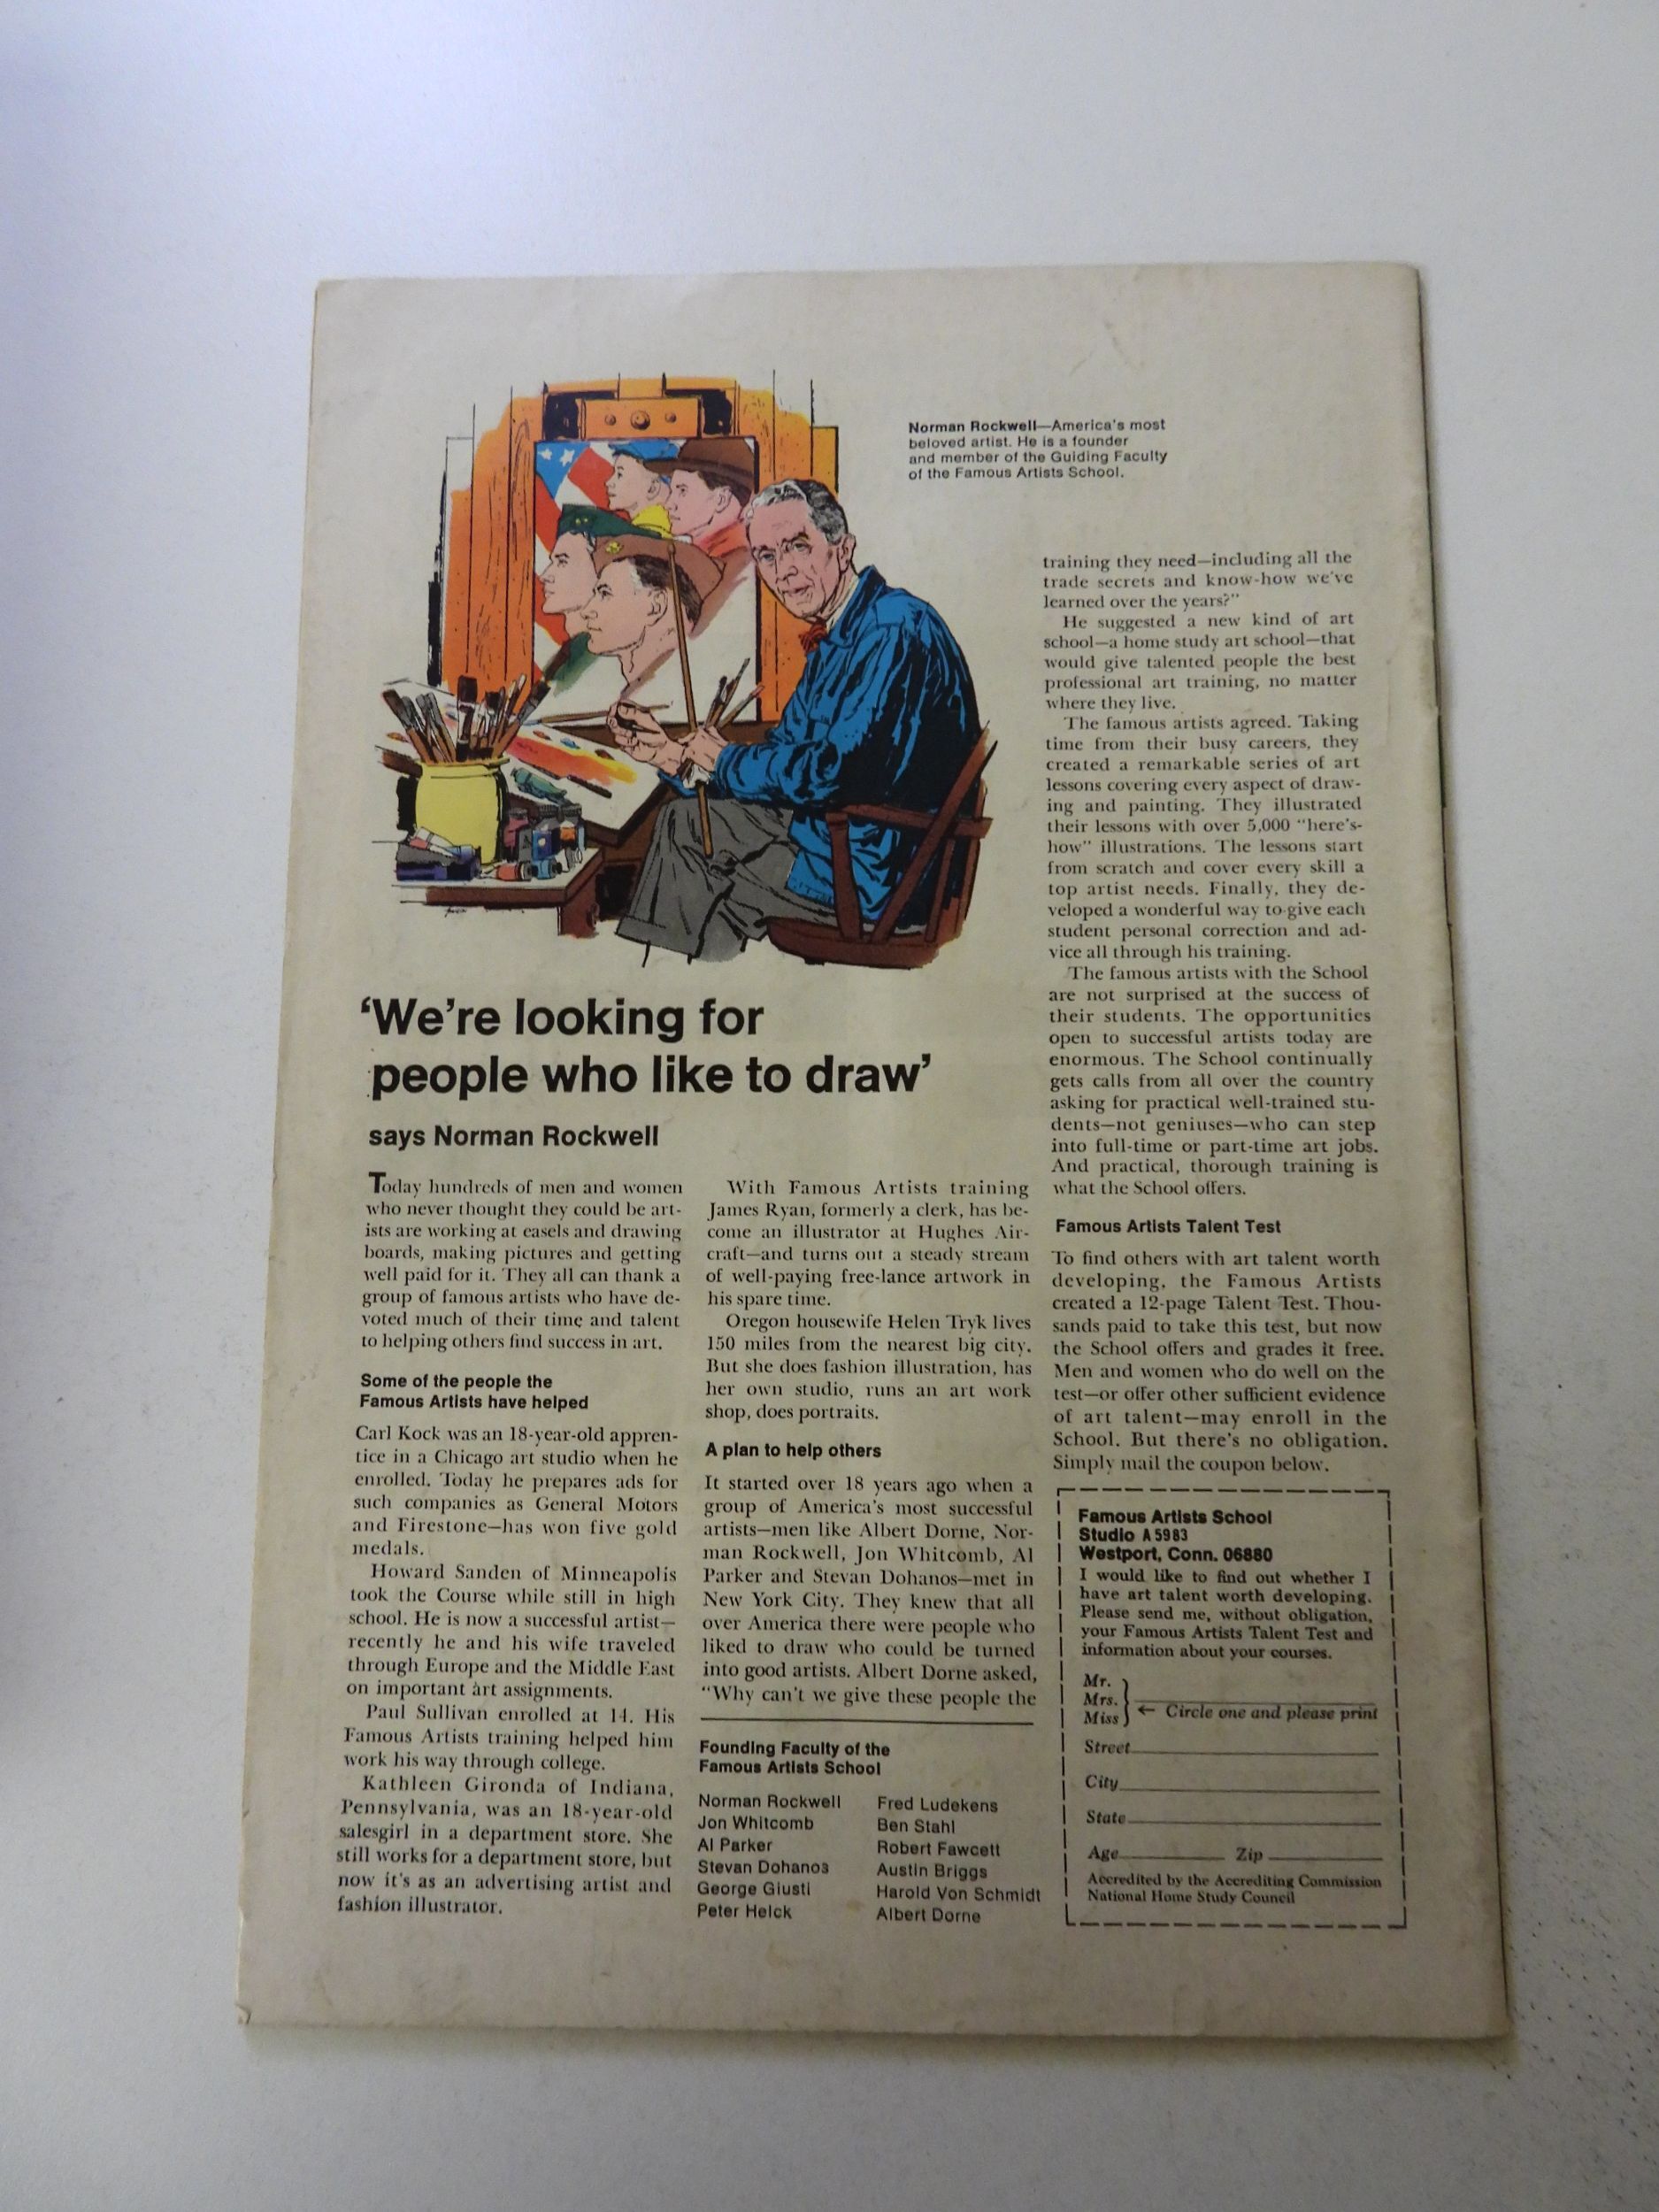 Norman Rockwell—America's most
beloved artist. He is a founder
and member of the Guiding Faculty
of the Famous Artists School.
‘We're looking for
people who like to draw’
says Norman Rockwell
Today hundreds of men and women
who never thought they could be art-
ists are working at easels and drawing
boards, making pictures and getting
well paid for it. They all can thank a
group of famous artists who have de-
voted much of their time and talent
to helping others find success in art.
Some of the people the
Famous Artists have helped
Carl Kock was an 18-year-old appren-
tice in a Chicago art studio when he
enrolled. Today he prepares ads for
such companies as General Motors
and Firestone—has won five gold
medals.
Howard Sanden of Minneapolis
took the Course while still in high
school. He is now a successful artist—
recently he and his wife traveled
through Europe and the Middle East
on important art assignments.
Paul Sullivan enrolled at 14. His
Famous Artists training helped him
work his way through college.
Kathleen Gironda of Indiana,
Pennsylvania, was an 18-year-old
salesgirl in a department store. She
still works for a department store, but
now it's as an advertising artist and
fashion illustrator.
With Famous Artists training
James Ryan, formerly a clerk, has be-
come an illustrator at Hughes Air-
craft—and turns out a steady stream
of well-paying free-lance artwork in
his spare time.
Oregon housewife Helen Tryk lives
150 miles from the nearest big city.
But she does fashion illustration, has
her own studio, runs an art work
shop, does portraits.
A plan to help others
It started over 18 years ago when a
group of America's most successful
artists—men like Albert Dorne, Nor-
man Rockwell, Jon Whitcomb, Al
Parker and Stevan Dohanos—met in
New York City. They knew that all
over America there were people who
liked to draw who could be turned
into good artists. Albert Dorne asked,
“Why can't we give these people the
Founding Faculty of the
Famous Artists School
Norman Rockwell
Jon Whitcomb
Al Parker
Stevan Dohanos
George Giusti
Peter Helck
Fred Ludekens
Ben Stahl
Robert Fawcett
Austin Briggs
Harold Von Schmidt
Albert Dorne
training they need—including all the
trade secrets and know-how we've
learned over the years?”
He suggested a new kind of art
school—a home study art school—that
would give talented people the best
professional art training, no matter
where they live.
The famous artists agreed. Taking
time from their busy careers, they
created a remarkable series of art
lessons covering every aspect of draw-
ing and painting. They illustrated
their lessons with over 5,000 “here's-
how” illustrations. The lessons start
from scratch and cover every skill a
top artist needs. Finally, they de-
veloped a wonderful way to give each
student personal correction and ad-
vice all through his training.
The famous artists with the School
are not surprised at the success of
their students. The opportunities
open to successful artists today are
enormous. The School continually
gets calls from all over the country
asking for practical well-trained stu-
dents—not geniuses—who can step
into full-time or part-time art jobs.
And practical, thorough training is
what the School offers.
Famous Artists Talent Test
To find others with art talent worth
developing, the Famous Artists
created a 12-page Talent Test. Thou-
sands paid to take this test, but now
the School offers and grades it free.
Men and women who do well on the
test—or offer other sufficient evidence
of art talent—may enroll in the
School. But there's no obligation.
Simply mail the coupon below.
Famous Artists School
Studio A5983
Westport, Conn. 06880
I would like to find out whether I
have art talent worth developing.
Please send me, without obligation,
your Famous Artists Talent Test and
information about your courses.
Mr.
Mrs.
Miss
← Circle one and please print
Street
City
State
Age Zip
Accredited by the Accrediting Commission
National Home Study Council